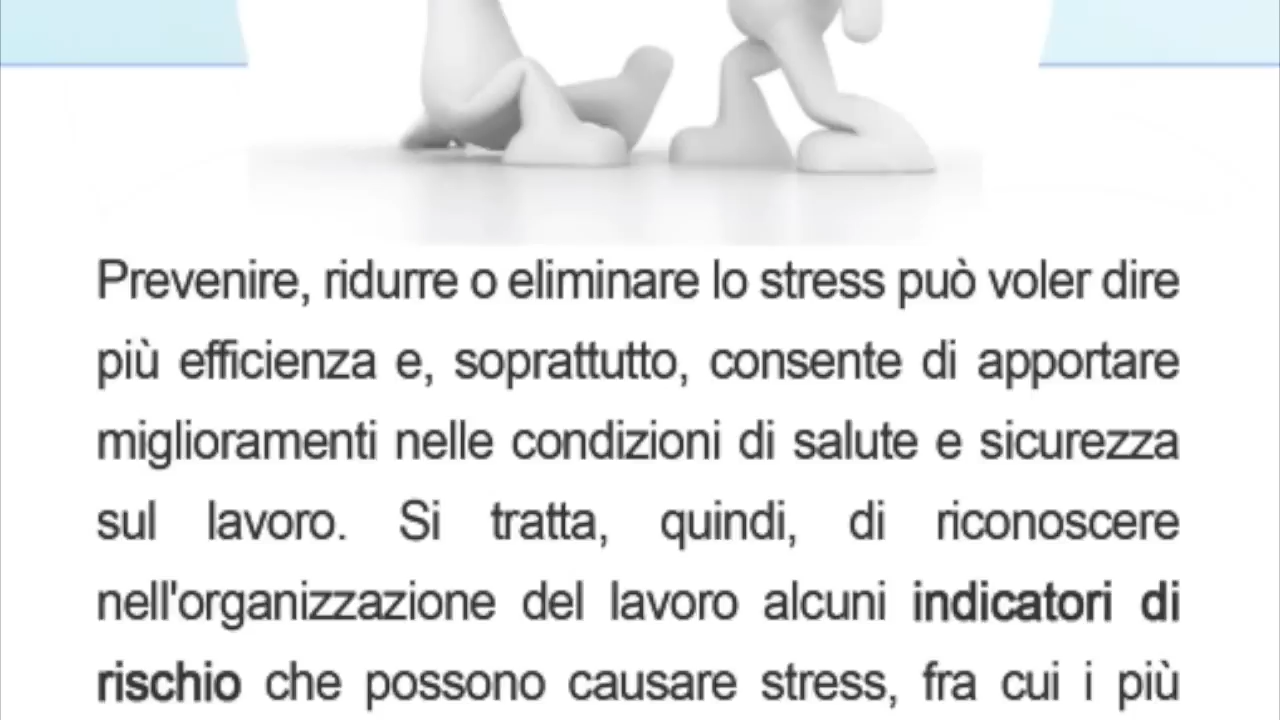 Prevenire, ridurre o eliminare lo stress può voler dire
più efficienza e, soprattutto, consente di apportare
miglioramenti nelle condizioni di salute e sicurezza
sul lavoro. Si tratta, quindi, di riconoscere
nell'organizzazione del lavoro alcuni indicatori di
rischio che possono causare stress, fra cui i più